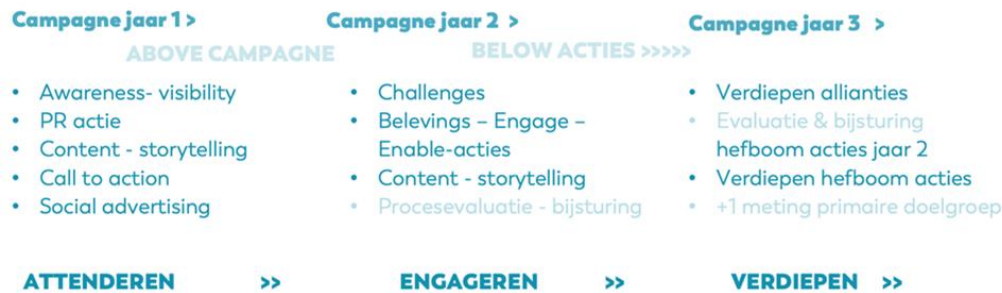 Campagne jaar 1 >
ABOVE CAMPAGNE
• Awareness- visibility
• PR actie
• Content - storytelling
• Call to action
• Social advertising
ATTENDEREN >>
Campagne jaar 2 >
BELOW ACTIES >>>>>
• Challenges
• Belevings – Engage –
Enable-acties
• Content - storytelling
• Procesevaluatie - bijsturing
ENGAGEREN >>
Campagne jaar 3 >
• Verdiepen allianties
• Evaluatie & bijsturing
hefboom acties jaar 2
• Verdiepen hefboom acties
• +1 meting primaire doelgroep
VERDIEPEN >>